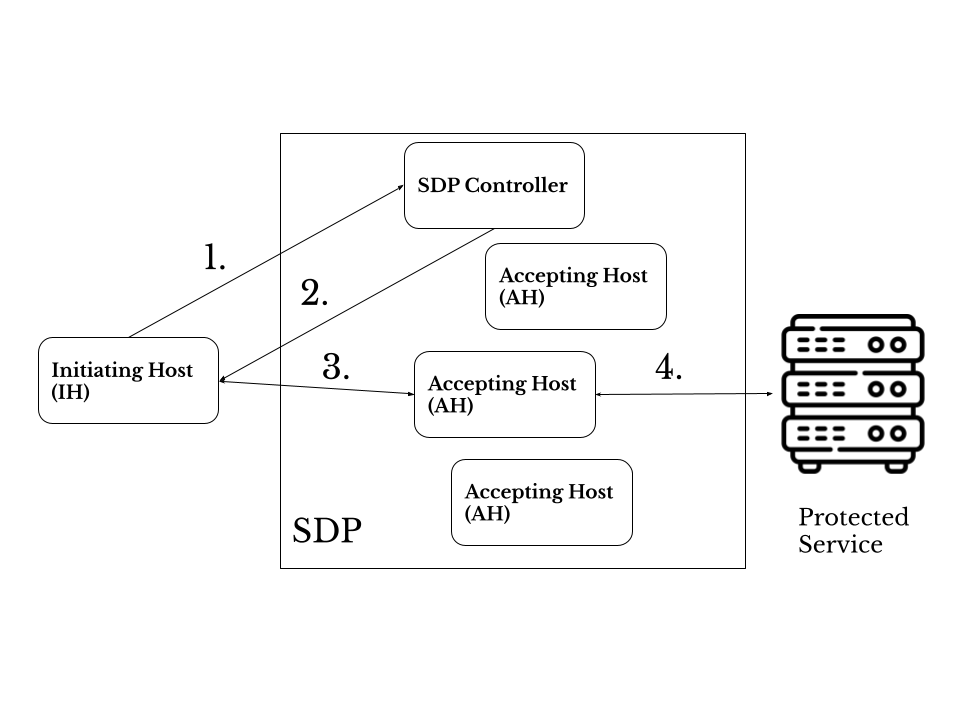 SDP Controller
1.
Accepting Host
(AH)
2.
Initiating Host
(IH)
3.
Accepting Host
(AH)
4.
Accepting Host
(AH)
SDP
Protected
Service